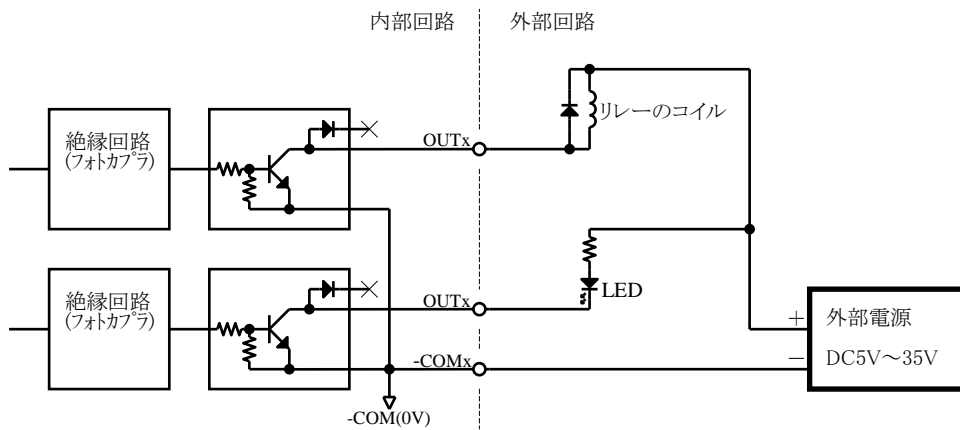 内部回路
外部回路
絶縁回路
(フォトカプラ)
OUTx
リレーのコイル
絶縁回路
(フォトカプラ)
OUTx
LED
-COMx
-COM(0V)
+
外部電源
−
DC5V～35V